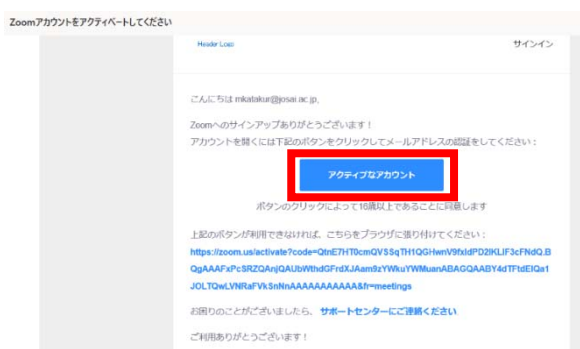 Zoomアカウントをアクティベートしてください
Header Logo サインイン
こんにちは mkatakur@josai.ac.jp,
Zoomへのサインアップありがとうございます！
アカウントを開くには下記のボタンをクリックしてメールアドレスの認証をしてください：
アクティブなアカウント
ボタンのクリックによって16歳以上であることに同意します
上記のボタンが利用できなければ、こちらをブラウザに張り付けてください：
https://zoom.us/activate?code=QtnE7HT0cmQVSSqTH1QGHwnV9fxldPD2lKLIF3cFNdQ.B
QgAAAFxPcSRZQAnjQAUbWthdGFrdXJAam9zYWkuYWMuanABAGQAABY4dTFtdElQa1
JOLTQwLVNRaFVkSnNnAAAAAAAAAAA&fr=meetings
お困りのことがございましたら、サポートセンターにご連絡ください
ご利用ありがとうございます！